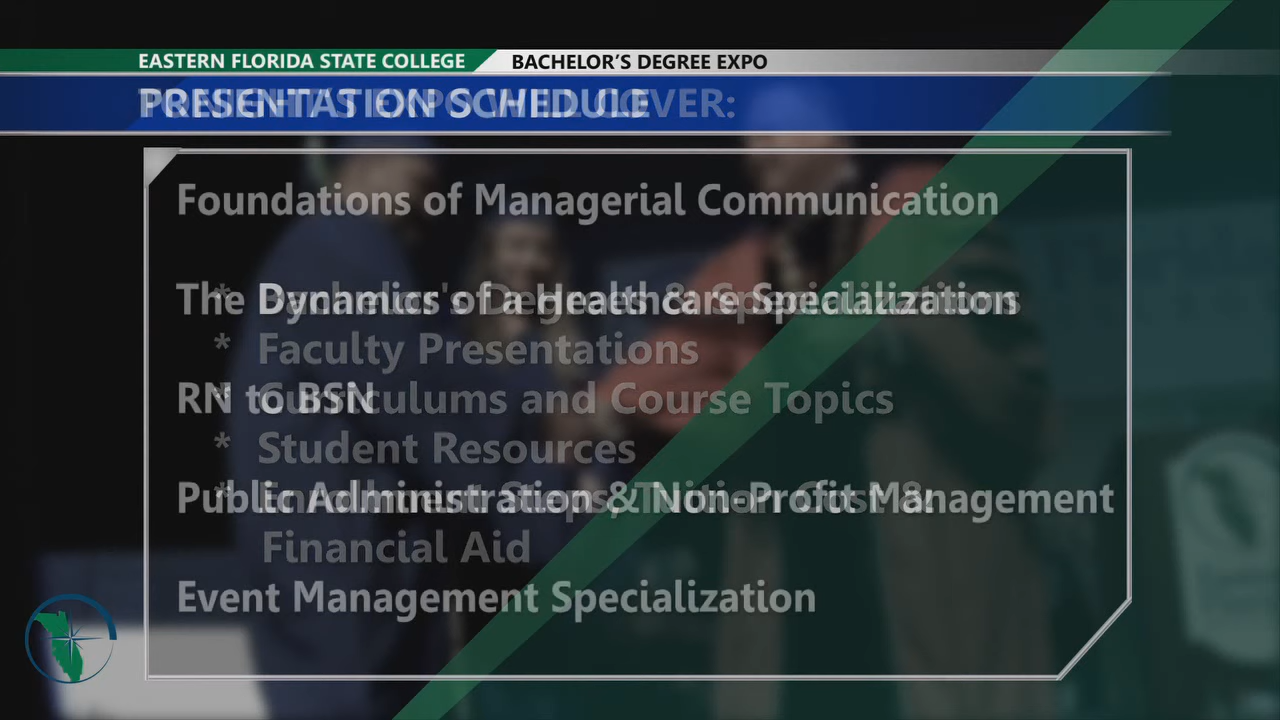 EASTERN FLORIDA STATE COLLEGE
BACHELOR'S DEGREE EXPO
PRESENTATION SCHEDULE
COVER:
Foundations of Managerial Communication
The Dynamics of a Healthcare Specialization
* Faculty Presentations
RN to BSN
* Curriculums and Course Topics
* Student Resources
Public Administration & Non-Profit Management
Financial Aid
Event Management Specialization